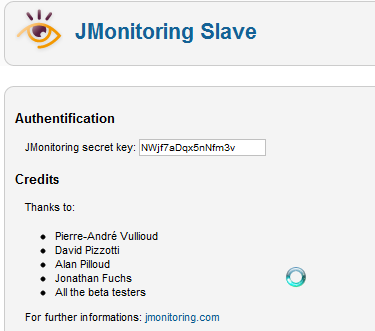 JMonitoring Slave
Authentification
JMonitoring secret key: NWjf7aDqx5nNfm3v
Credits
Thanks to:
Pierre-André Vullioud
David Pizzotti
Alan Pilloud
Jonathan Fuchs
All the beta testers
For further informations: jmonitoring.com